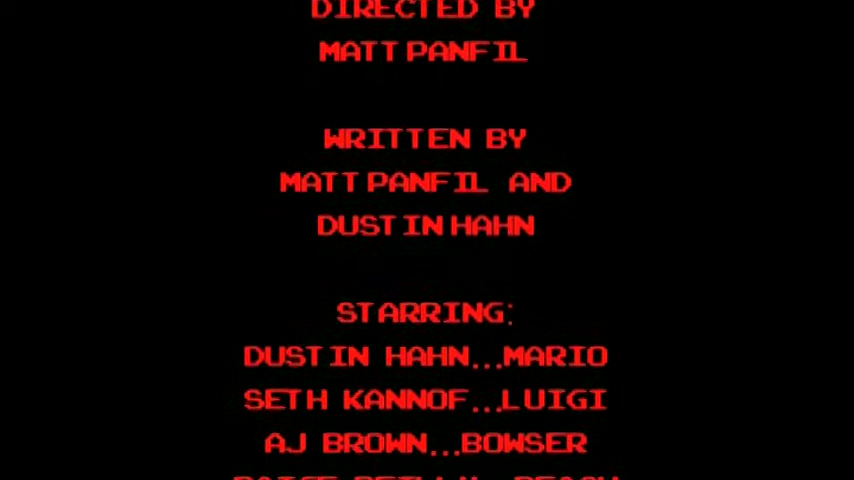 DIRECTED BY
MATT PANFIL
WRITTEN BY
MATT PANFIL AND
DUSTIN HAHN
STARRING:
DUSTIN HAHN...MARIO
SETH KANNOF...LUIGI
AJ BROWN...BOWSER